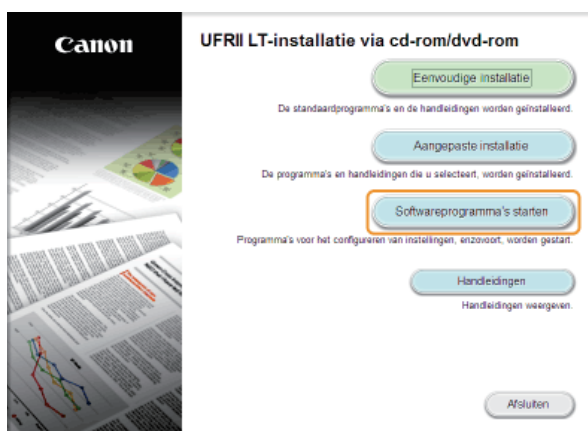 Canon
UFRII LT-installatie via cd-rom/dvd-rom
Eenvoudige installatie
De standaardprogramma's en de handleidingen worden geïnstalleerd.
Aangepaste installatie
De programma's en handleidingen die u selecteert, worden geïnstalleerd.
Softwareprogramma's starten
Programma's voor het configureren van instellingen, enzovoort, worden gestart.
Handleidingen
Handleidingen weergeven.
Afsluiten